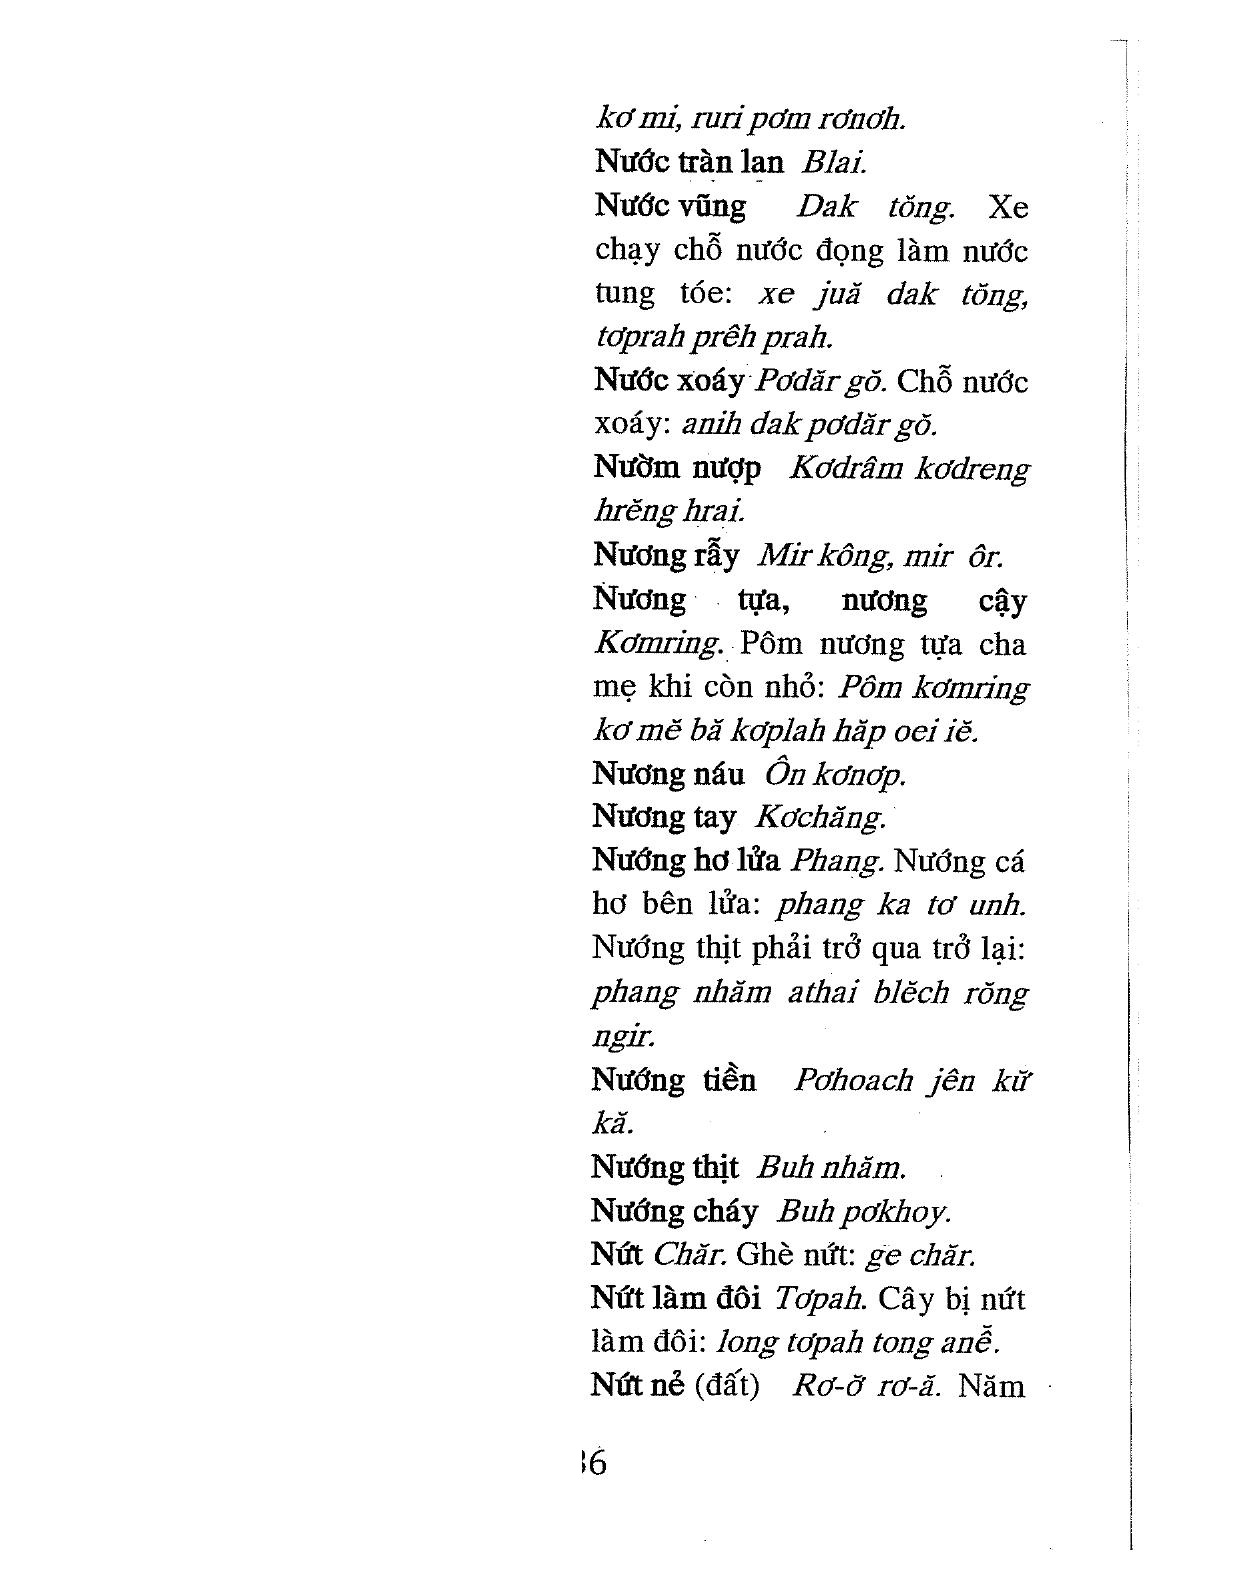 kơ mi, ruri pơm rơnơh.
Nước tràn lan Blai.
Nước vũng Dak tŏng. Xe
chạy chỗ nước đọng làm nước
tung tóe: xe juă dak tŏng,
tơprah prêh prah.
Nước xoáy Pơdăr gŏ. Chỗ nước
xoáy: anih dak pơdăr gŏ.
Nườm nượp Kơdrâm kơdreng
hrĕng hrai.
Nương rẫy Mir kông, mir ôr.
Nương tựa, nương cậy
Kơmring. Pôm nương tựa cha
mẹ khi còn nhỏ: Pôm kơmring
kơ mĕ bă kơplah hăp oei iĕ.
Nương náu Ôn kơnơp.
Nương tay Kơchăng.
Nướng hơ lửa Phang. Nướng cá
hơ bên lửa: phang ka tơ unh.
Nướng thịt phải trở qua trở lại:
phang nhăm athai blĕch rŏng
ngir.
Nướng tiền Pơhoach jên kư̆
kă.
Nướng thịt Buh nhăm.
Nướng cháy Buh pơkhoy.
Nứt Chăr. Ghè nứt: ge chăr.
Nứt làm đôi Tơpah. Cây bị nứt
làm đôi: long tơpah tong anê̆.
Nứt nẻ (đất) Rơ-ơ̆ rơ-ă. Năm
36